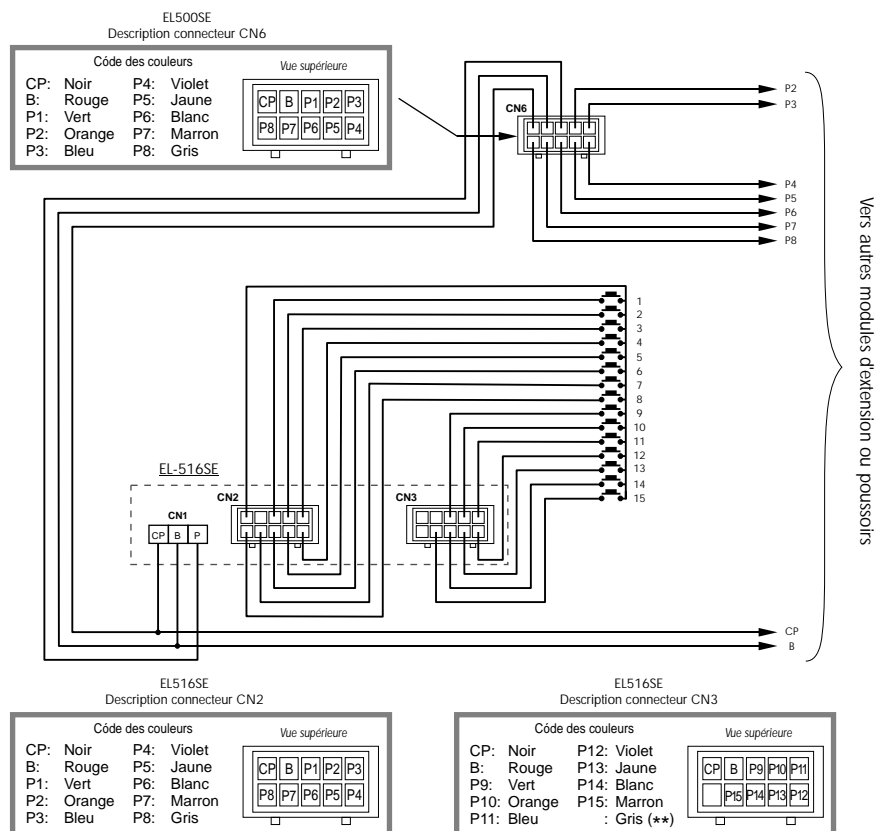 EL500SE
Description connecteur CN6
Códe des couleurs
CP: Noir P4: Violet
B: Rouge P5: Jaune
P1: Vert P6: Blanc
P2: Orange P7: Marron
P3: Bleu P8: Gris
Vue supérieure
CP B P1 P2 P3
P8 P7 P6 P5 P4
CN6
P2
P3
P4
P5
P6
P7
P8
Vers autres modules d'extension ou poussoirs
1
2
3
4
5
6
7
8
9
10
11
12
13
14
15
EL-516SE
CN1
CP B P
CN2
CN3
CP
B
EL516SE
Description connecteur CN2
Códe des couleurs
CP: Noir P4: Violet
B: Rouge P5: Jaune
P1: Vert P6: Blanc
P2: Orange P7: Marron
P3: Bleu P8: Gris
Vue supérieure
CP B P1 P2 P3
P8 P7 P6 P5 P4
EL516SE
Description connecteur CN3
Códe des couleurs
CP: Noir P12: Violet
B: Rouge P13: Jaune
P9: Vert P14: Blanc
P10: Orange P15: Marron
P11: Bleu : Gris (**)
Vue supérieure
CP B P9 P10 P11
P15 P14 P13 P12